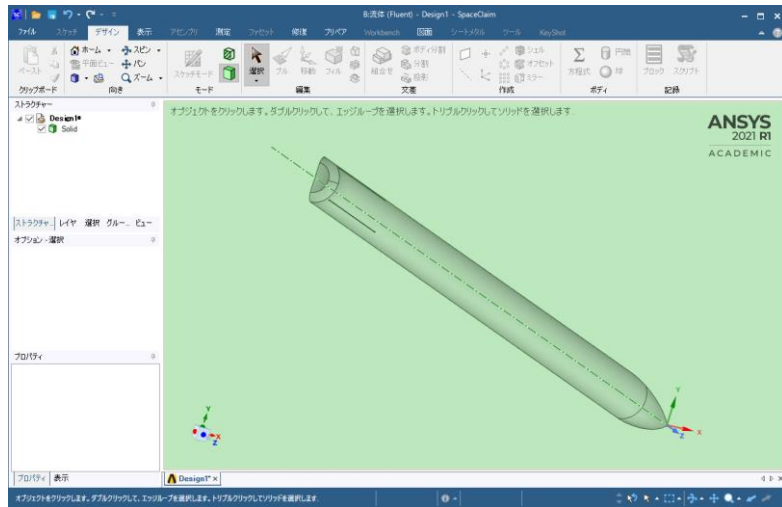 B:流体 (Fluent) - Design1 - SpaceClaim
ファイル スケッチ デザイン 表示 アセンブリ 測定 ファセット 修復 プリペア Workbench 図面 シートメタル ツール KeyShot
ホーム スピン
平面ビュー パン
ズーム
ペースト
スケッチモード
選択 プル 移動 フィル
組合せ
ボディ分割
分割
投影
シェル
オフセット
ミラー
方程式
円筒
球
ブロック スクリプト
クリップボード 向き モード 編集 交差 作成 ボディ 記録
ストラクチャー
Design1*
Solid
ストラクチャ... レイヤ 選択 グルー... ビュー
オプション - 選択
プロパティ
プロパティ 表示
オブジェクトをクリックします。ダブルクリックして、エッジループを選択します。トリプルクリックしてソリッドを選択します.
ANSYS
2021 R1
ACADEMIC
Y
X
Z
Y
X
Z
Design1*
オブジェクトをクリックします。ダブルクリックして、エッジループを選択します。トリプルクリックしてソリッドを選択します.